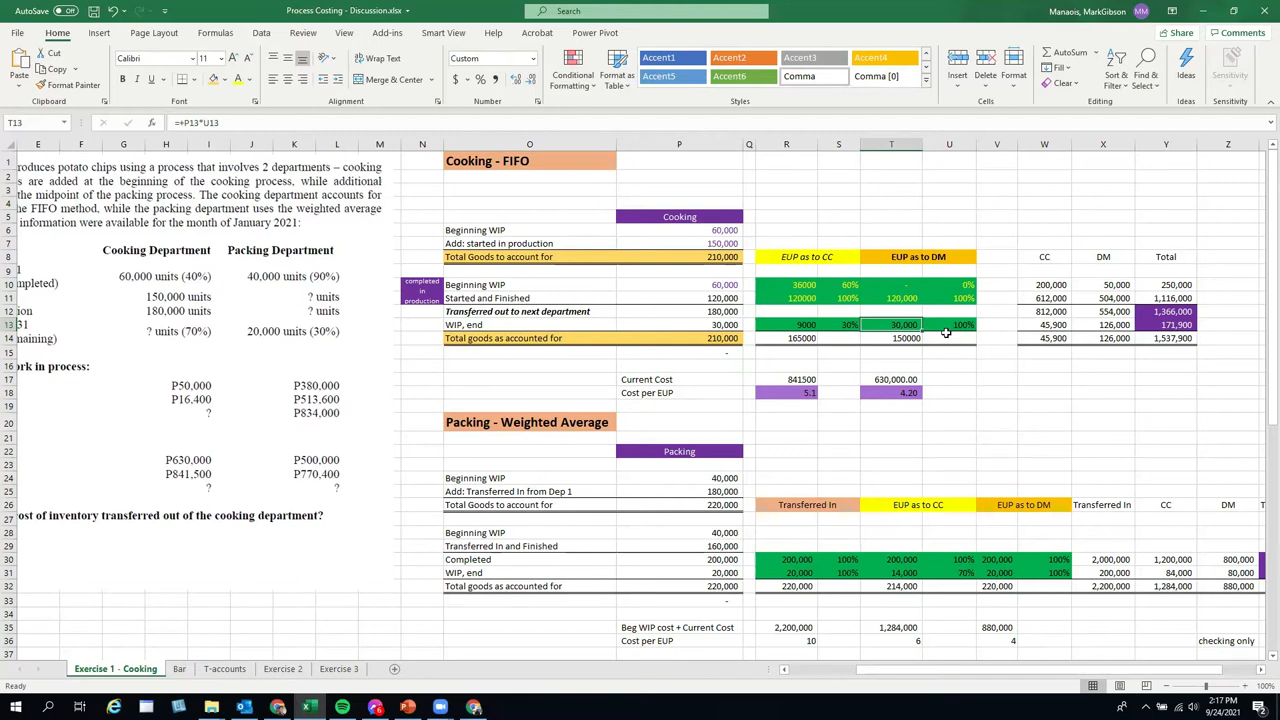 AutoSave Off
Process Costing - Discussion.xlsx
Search
Manaois, MarkGibson MM
File Home Insert Page Layout Formulas Data Review View Developer Add-ins Smart View Help Acrobat Power Pivot Share Comments
Paste Cut Copy Format Painter
Calibri 11 Wrap Text Merge & Center Custom
Conditional Formatting Format as Table
Accent1 Accent2 Accent3 Accent4
Accent5 Accent6 Comma Comma [0]
Insert Delete Format AutoSum Fill Clear Sort & Filter Find & Select Ideas Sensitivity
Clipboard Font Alignment Number Styles Cells Editing Ideas Sensitivity
T13 =+P13*U13
E F G H I J K L M N O P Q R S T U V W X Y Z
roduces potato chips using a process that involves 2 departments – cooking
s are added at the beginning of the cooking process, while additional
the midpoint of the packing process. The cooking department accounts for
the FIFO method, while the packing department uses the weighted average
information were available for the month of January 2021:
Cooking Department Packing Department
1
mpleted) 60,000 units (40%) 40,000 units (90%)
150,000 units ? units
180,000 units ? units
31
naining) ? units (70%) 20,000 units (30%)
ork in process:
P50,000 P380,000
P16,400 P513,600
? P834,000
P630,000 P500,000
P841,500 P770,400
? ?
cost of inventory transferred out of the cooking department?
Cooking - FIFO
Cooking
Beginning WIP 60,000
Add: started in production 150,000
Total Goods to account for 210,000 EUP as to CC EUP as to DM CC DM Total
completed in production
Beginning WIP 60,000 36000 60% - 0% 200,000 50,000 250,000
Started and Finished 120,000 120000 100% 120,000 100% 612,000 504,000 1,116,000
Transferred out to next department 180,000 812,000 554,000 1,366,000
WIP, end 30,000 9000 30% 30,000 100% 45,900 126,000 171,900
Total goods as accounted for 210,000 165000 150000 45,900 126,000 1,537,900
-
Current Cost 841500 630,000.00
Cost per EUP 5.1 4.20
Packing - Weighted Average
Packing
Beginning WIP 40,000
Add: Transferred In from Dep 1 180,000
Total Goods to account for 220,000 Transferred In EUP as to CC EUP as to DM Transferred In CC DM T
Beginning WIP 40,000
Transferred In and Finished 160,000
Completed 200,000 200,000 100% 200,000 100% 200,000 100% 2,000,000 1,200,000 800,000
WIP, end 20,000 20,000 100% 14,000 70% 20,000 100% 200,000 84,000 80,000
Total goods as accounted for 220,000 220,000 214,000 220,000 2,200,000 1,284,000 880,000
-
Beg WIP cost + Current Cost 2,200,000 1,284,000 880,000
Cost per EUP 10 6 4 checking only
Exercise 1 - Cooking Bar T-accounts Exercise 2 Exercise 3
Ready 100%
2:17 PM
9/24/2021